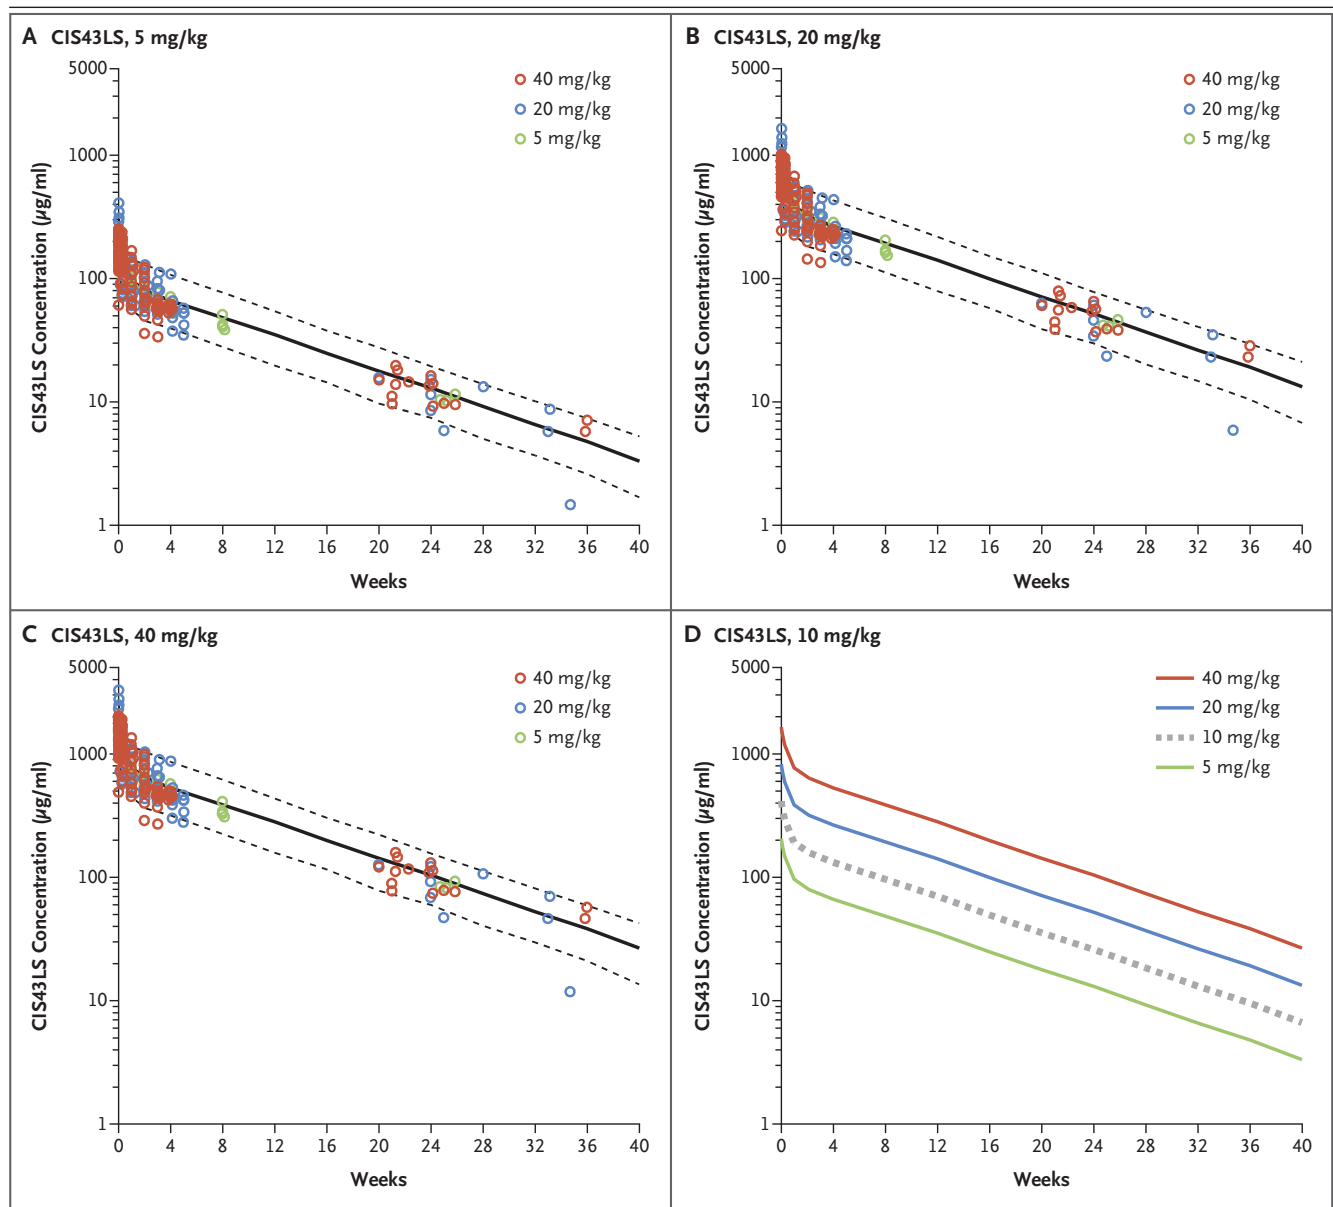 A CIS43LS, 5 mg/kg
5000
1000
100
10
1
CIS43LS Concentration (µg/ml)
40 mg/kg
20 mg/kg
5 mg/kg
0 4 8 12 16 20 24 28 32 36 40
Weeks
B CIS43LS, 20 mg/kg
5000
1000
100
10
1
CIS43LS Concentration (µg/ml)
40 mg/kg
20 mg/kg
5 mg/kg
0 4 8 12 16 20 24 28 32 36 40
Weeks
C CIS43LS, 40 mg/kg
5000
1000
100
10
1
CIS43LS Concentration (µg/ml)
40 mg/kg
20 mg/kg
5 mg/kg
0 4 8 12 16 20 24 28 32 36 40
Weeks
D CIS43LS, 10 mg/kg
5000
1000
100
10
1
CIS43LS Concentration (µg/ml)
40 mg/kg
20 mg/kg
10 mg/kg
5 mg/kg
0 4 8 12 16 20 24 28 32 36 40
Weeks